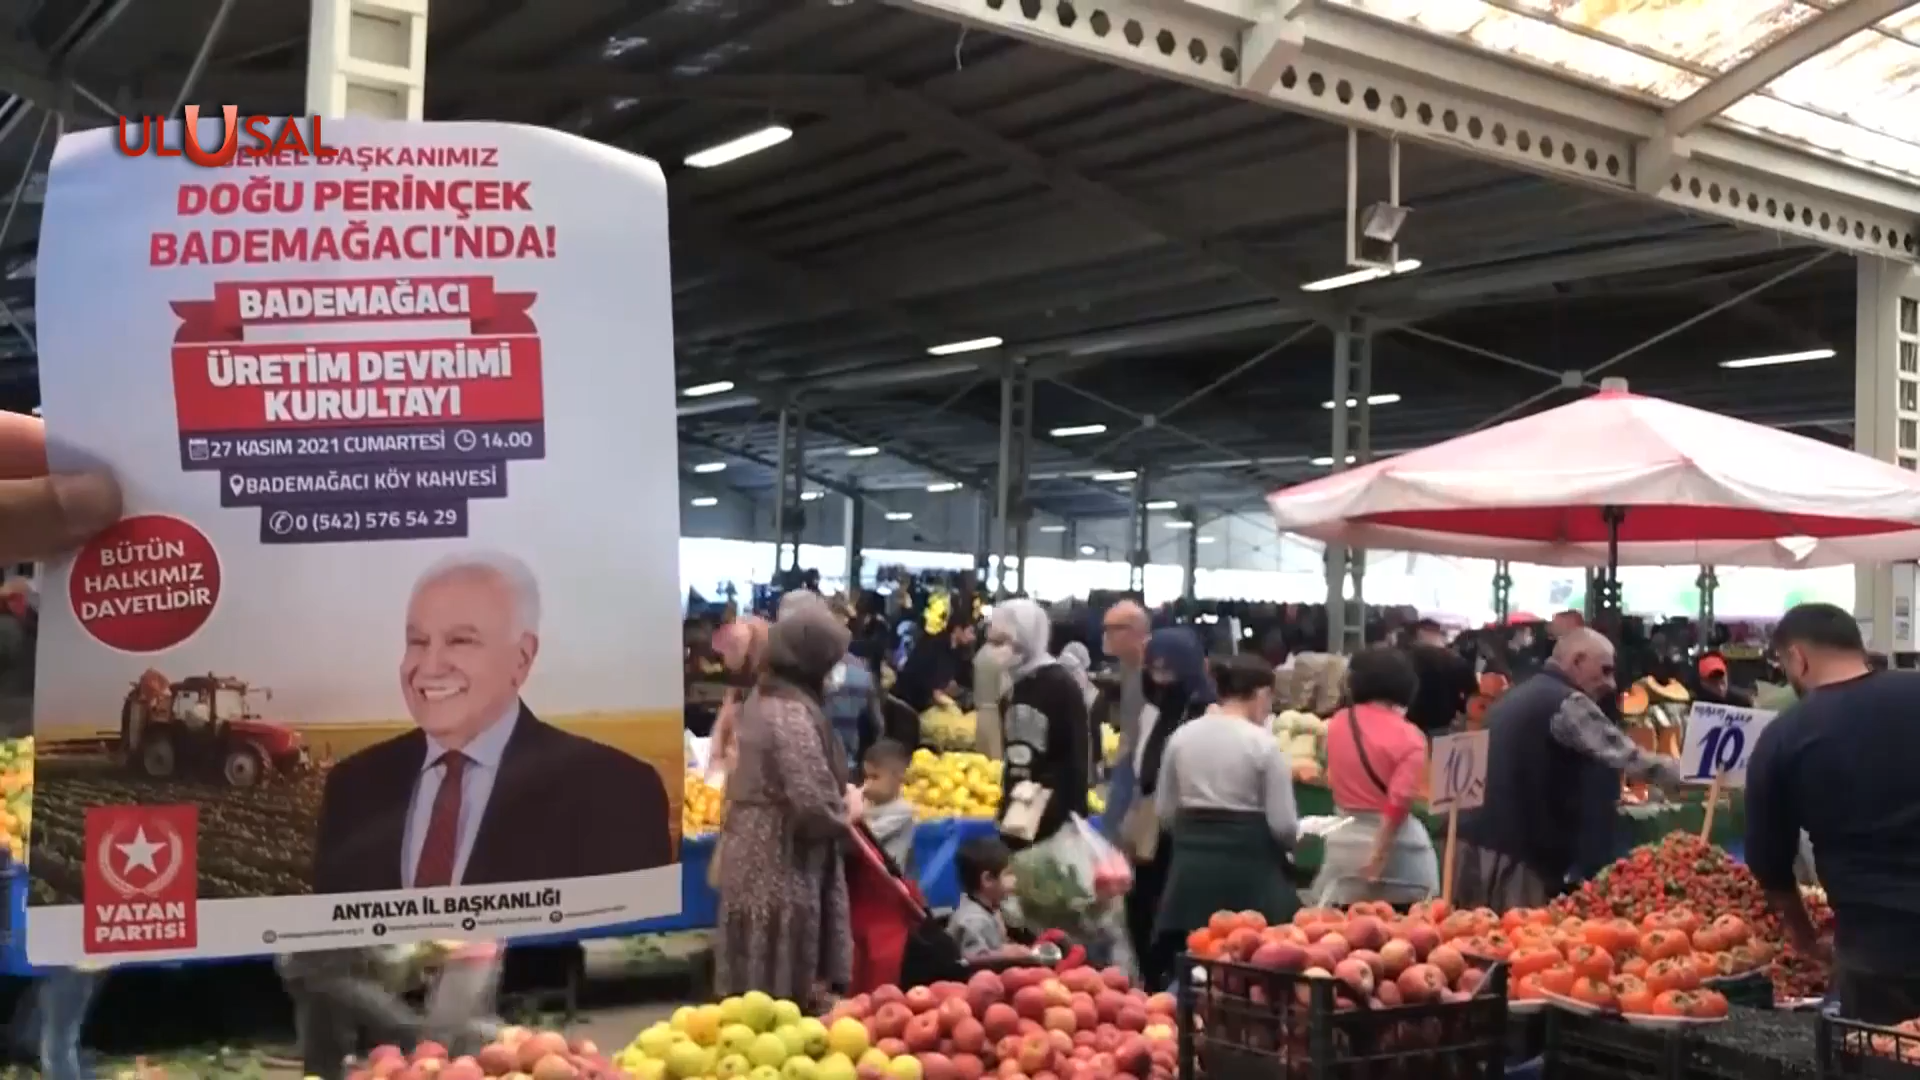 ULUSAL
GENEL BAŞKANIMIZ
DOĞU PERİNÇEK
BADEMAĞACI'NDA!
BADEMAĞACI
ÜRETİM DEVRİMİ
KURULTAYI
27 KASIM 2021 CUMARTESİ 14.00
BADEMAĞACI KÖY KAHVESİ
0 (542) 576 54 29
BÜTÜN
HALKIMIZ
DAVETLİDİR
VATAN
PARTİSİ
ANTALYA İL BAŞKANLIĞI
10
10